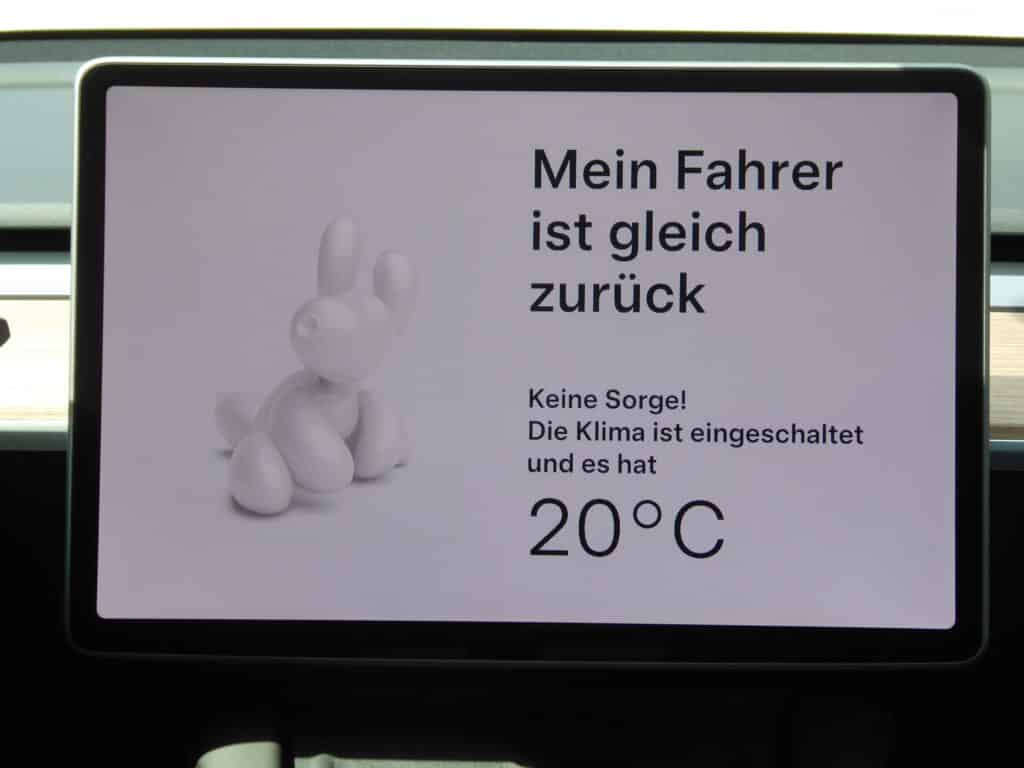 Mein Fahrer
ist gleich
zurück
Keine Sorge!
Die Klima ist eingeschaltet
und es hat
20°C